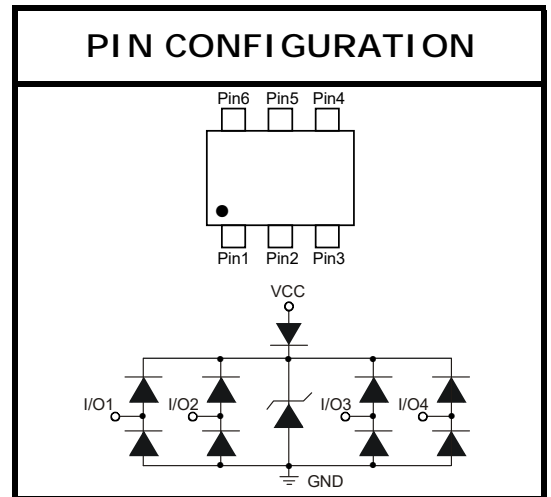 PIN CONFIGURATION
Pin6 Pin5 Pin4
Pin1 Pin2 Pin3
VCC
I/O1 I/O2 I/O3 I/O4
GND